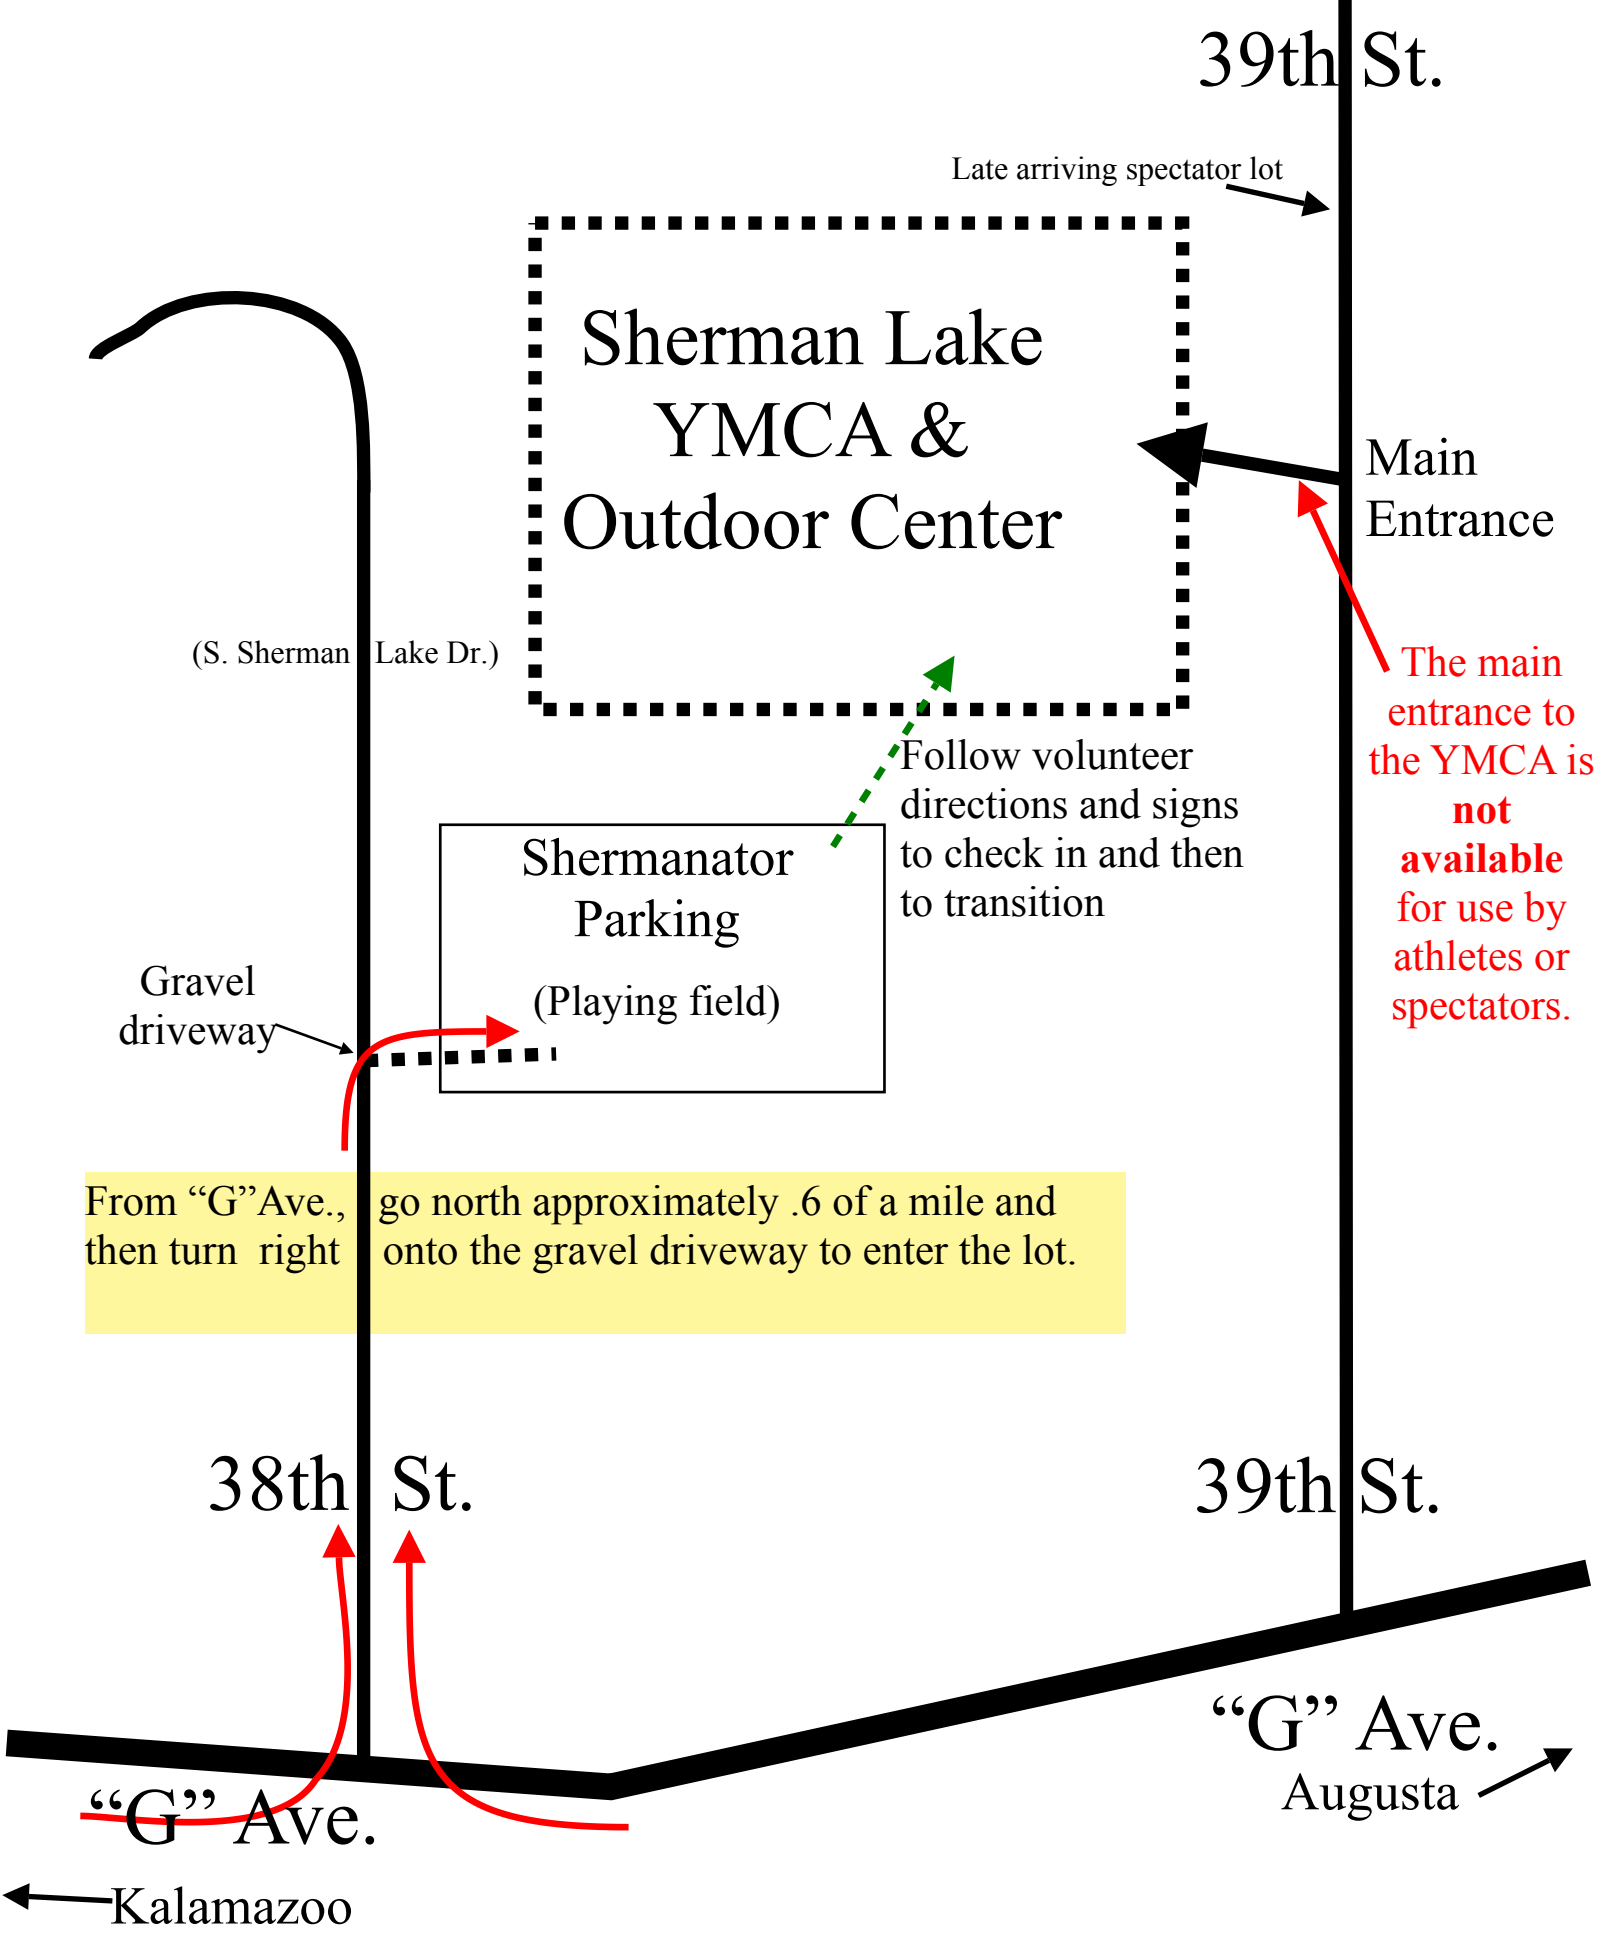 39th St.
Late arriving spectator lot
Sherman Lake
YMCA &
Outdoor Center
Main
Entrance
(S. Sherman Lake Dr.)
The main
entrance to
the YMCA is
not
available
for use by
athletes or
spectators.
Follow volunteer
directions and signs
to check in and then
to transition
Shermanator
Parking
(Playing field)
Gravel
driveway
From “G”Ave., go north approximately .6 of a mile and
then turn right onto the gravel driveway to enter the lot.
38th St.
39th St.
“G” Ave.
Augusta
“G” Ave.
Kalamazoo